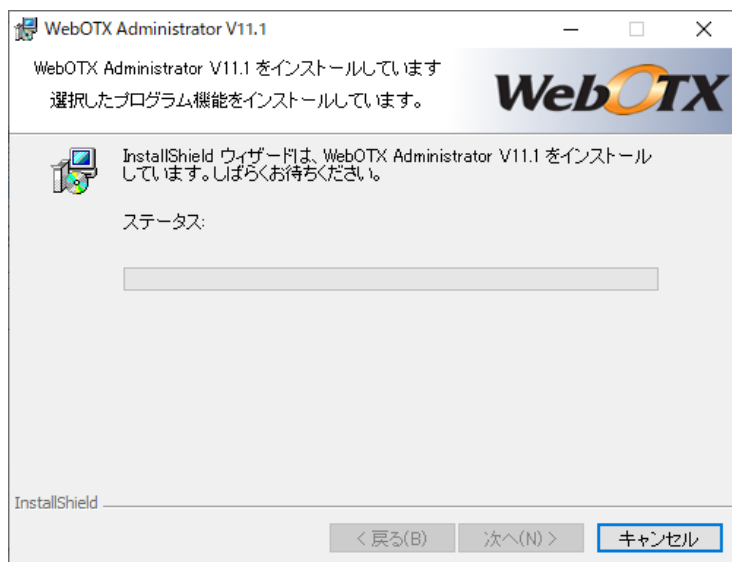 WebOTX Administrator V11.1
WebOTX Administrator V11.1 をインストールしています
選択したプログラム機能をインストールしています。
WebOTX
InstallShield ウィザードは、WebOTX Administrator V11.1 をインストール
しています。しばらくお待ちください。
ステータス:
InstallShield
< 戻る(B)
次へ(N) >
キャンセル